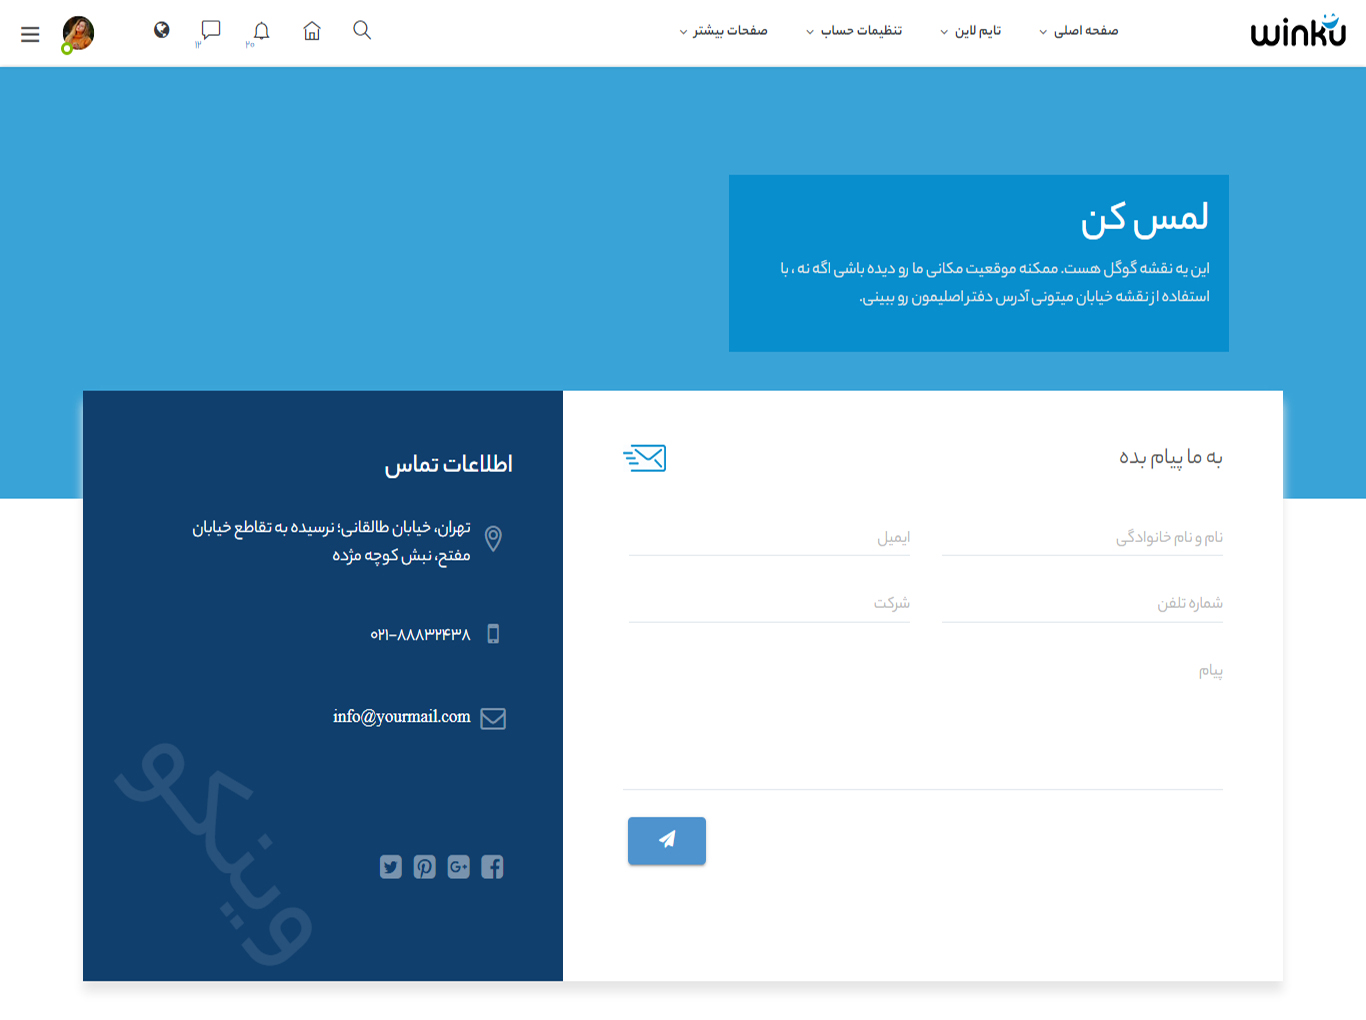 winku
صفحه اصلی
تایم لاین
تنظیمات حساب
صفحات بیشتر
۲۰
۱۲
لمس کن
این یه نقشه گوگل هست. ممکنه موقعیت مکانی ما رو دیده باشی اگه نه ، با
استفاده از نقشه خیابان میتونی آدرس دفتر اصلیمون رو ببینی.
به ما پیام بده
نام و نام خانوادگی
ایمیل
شماره تلفن
شرکت
پیام
اطلاعات تماس
تهران، خیابان طالقانی؛ نرسیده به تقاطع خیابان
مفتح، نبش کوچه مژده
۰۲۱-۸۸۸۳۲۴۳۸
info@yourmail.com
وینکو